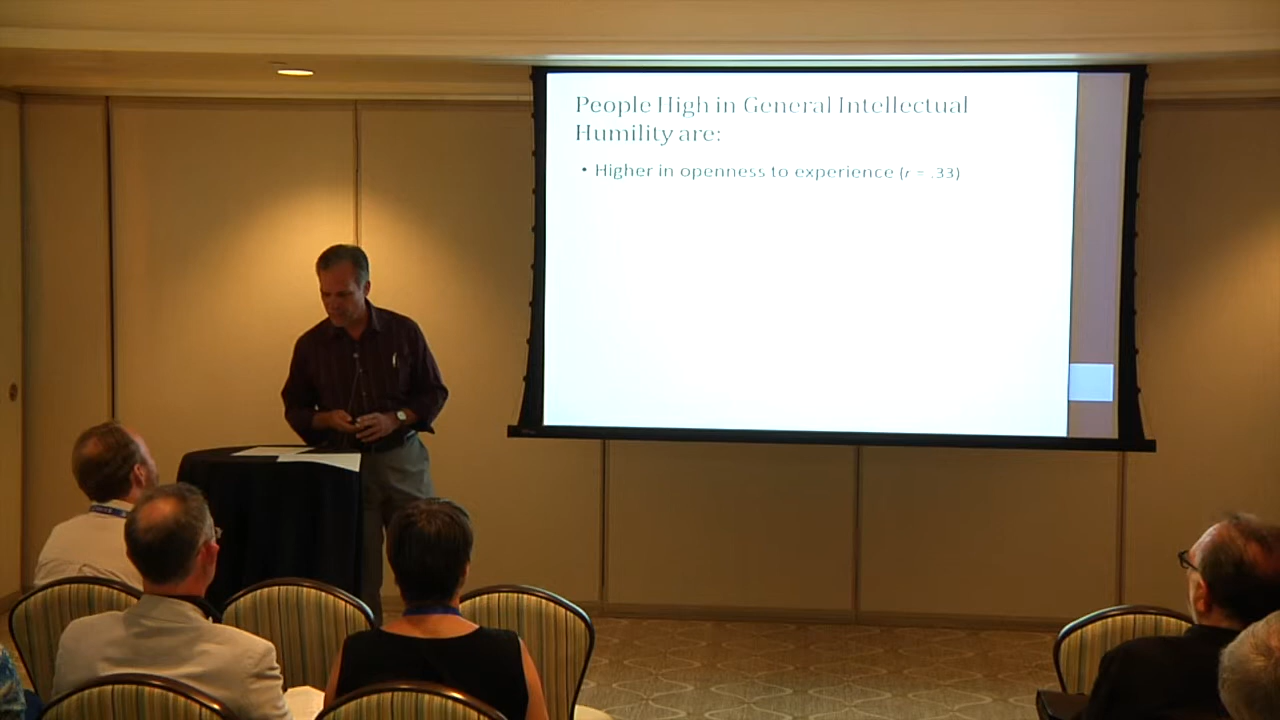 People High in General Intellectual
Humility are:
• Higher in openness to experience (r = .33)